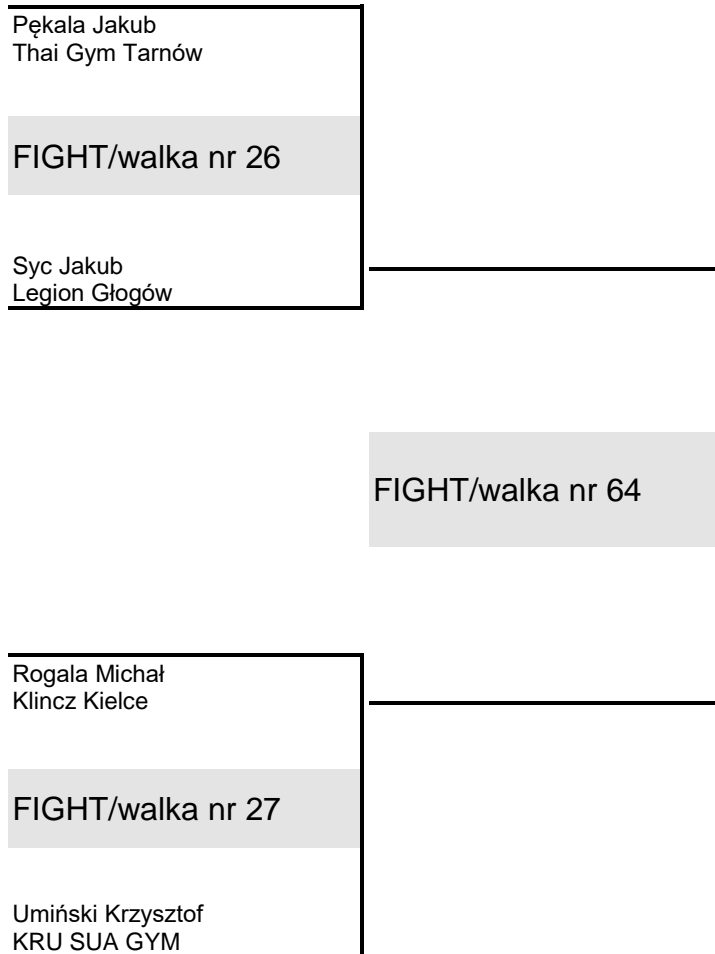 Pękala Jakub
Thai Gym Tarnów
FIGHT/walka nr 26
Syc Jakub
Legion Głogów
FIGHT/walka nr 64
Rogala Michał
Klincz Kielce
FIGHT/walka nr 27
Umiński Krzysztof
KRU SUA GYM